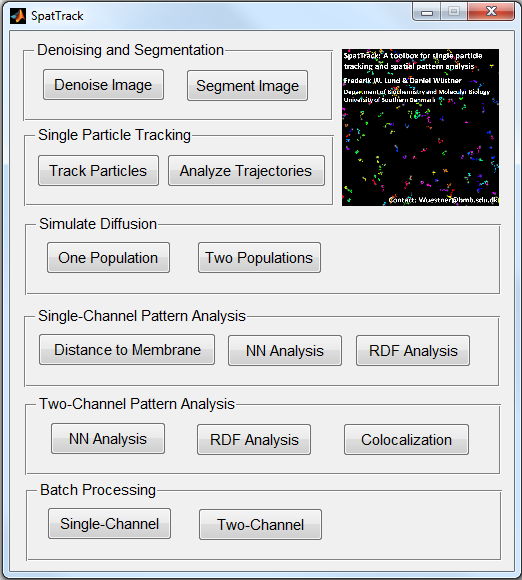 SpatTrack
Denoising and Segmentation
Denoise Image
Segment Image
SpatTrack: A toolbox for single particle
tracking and spatial pattern analysis
Frederik W. Lund & Daniel Wüstner
Department of Biochemistry and Molecular Biology
University of Southern Denmark
Contact: Wuestner@bmb.sdu.dk
Single Particle Tracking
Track Particles
Analyze Trajectories
Simulate Diffusion
One Population
Two Populations
Single-Channel Pattern Analysis
Distance to Membrane
NN Analysis
RDF Analysis
Two-Channel Pattern Analysis
NN Analysis
RDF Analysis
Colocalization
Batch Processing
Single-Channel
Two-Channel